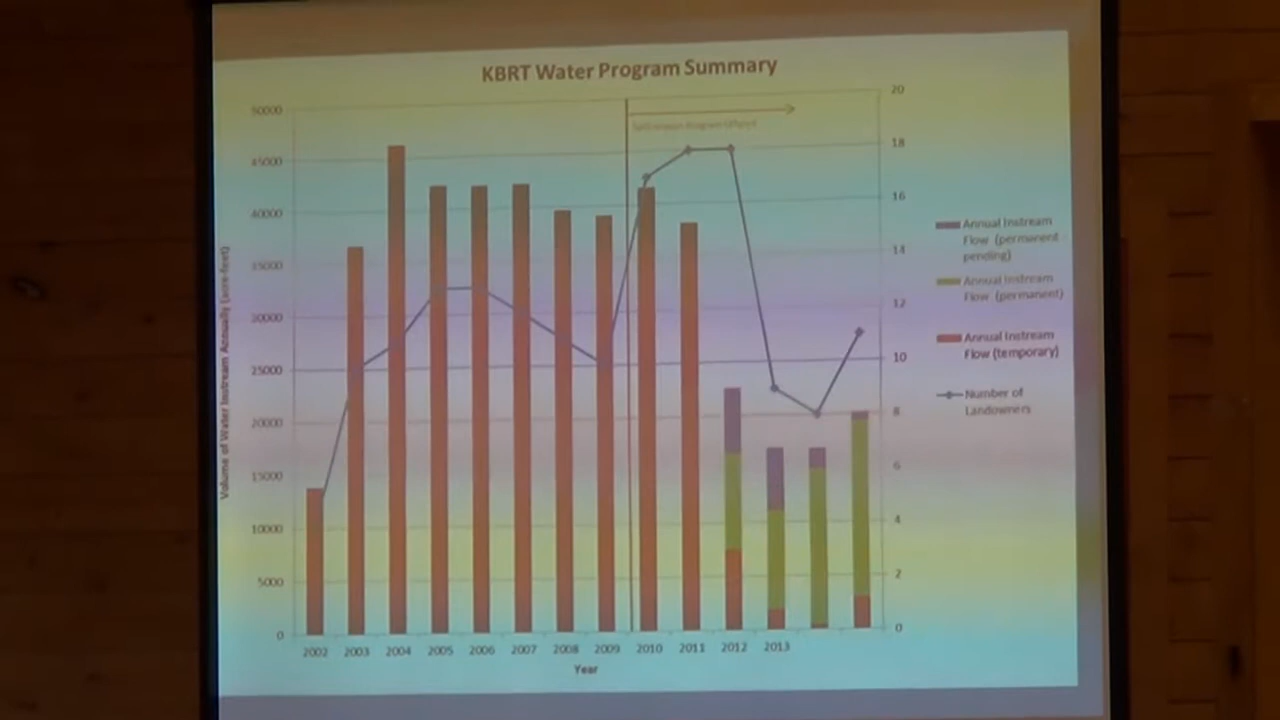 KBRT Water Program Summary
Volume of Water Instream Annually (acre-feet)
50000
45000
40000
35000
30000
25000
20000
15000
10000
5000
0
20
18
16
14
12
10
8
6
4
2
0
2002 2003 2004 2005 2006 2007 2008 2009 2010 2011 2012 2013
Year
Annual Instream
Flow (permanent
pending)
Annual Instream
Flow (permanent)
Annual Instream
Flow (temporary)
Number of
Landowners